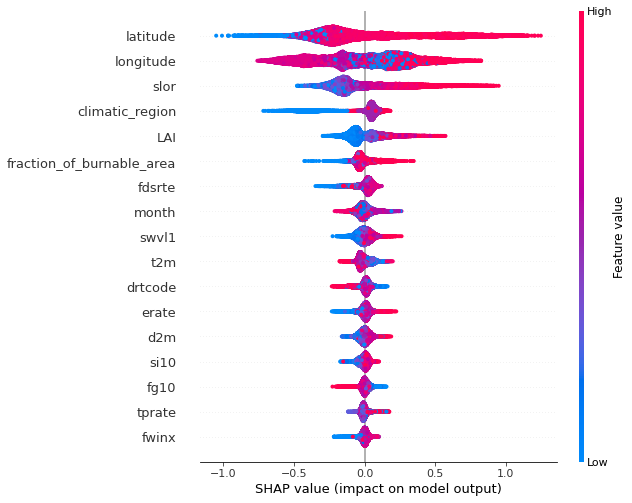 High
latitude
longitude
slor
climatic_region
LAI
fraction_of_burnable_area
fdsrte
month
swvl1
t2m
drtcode
erate
d2m
si10
fg10
tprate
fwinx
Feature value
Low
−1.0 −0.5 0.0 0.5 1.0
SHAP value (impact on model output)